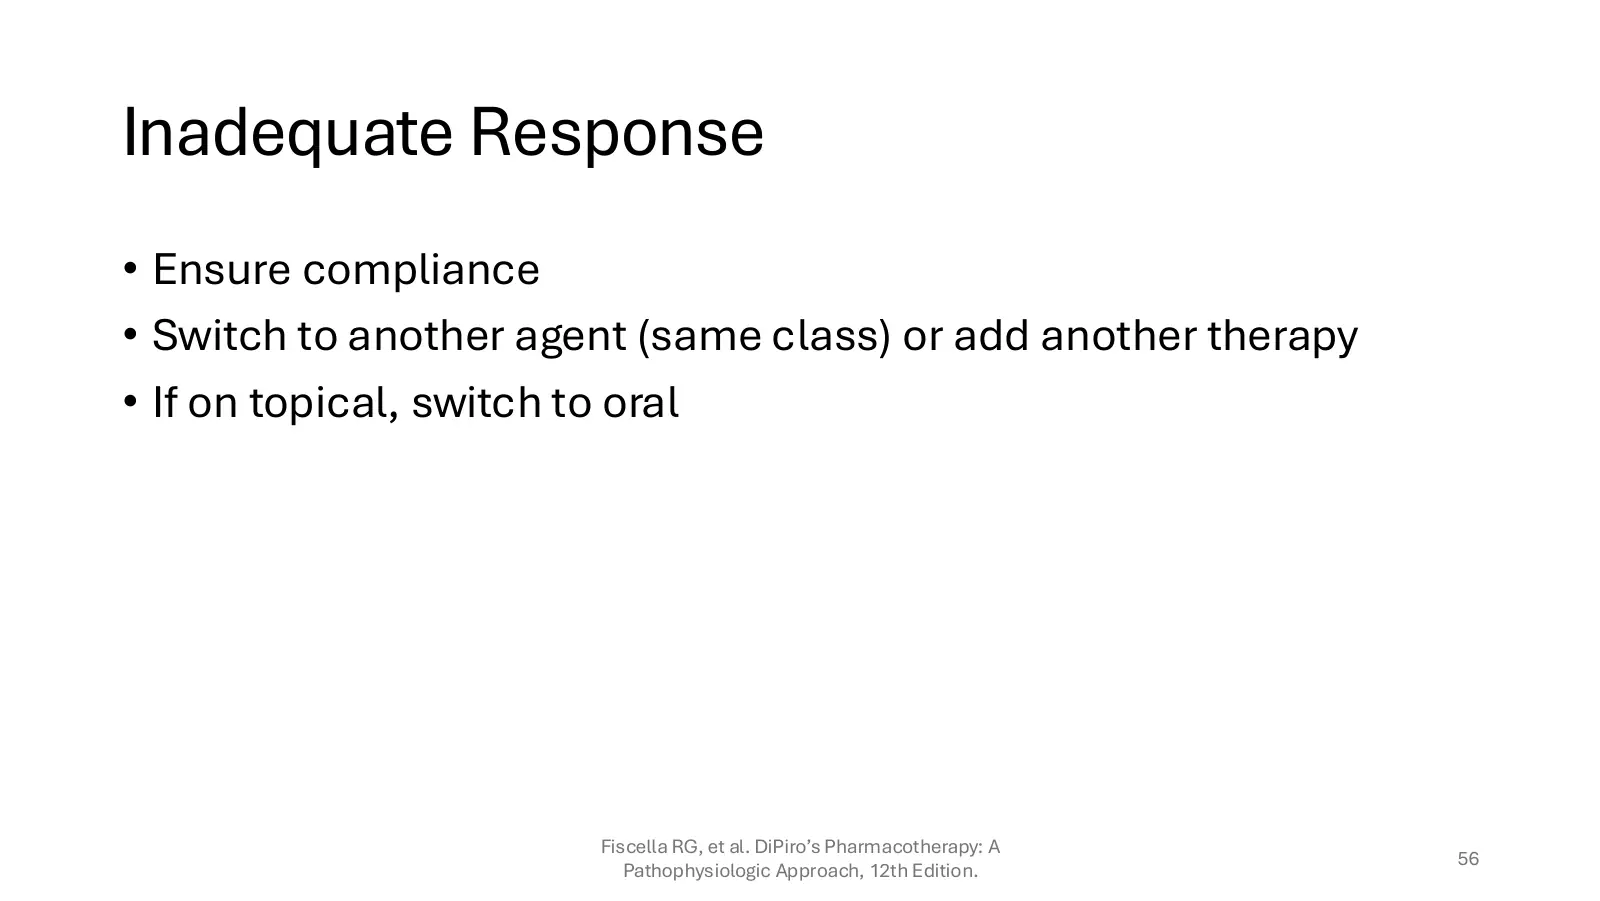 Inadequate Response
• Ensure compliance
• Switch to another agent (same class) or add another therapy
• If on topical, switch to oral
Fiscella RG, et al. DiPiro’s Pharmacotherapy: A
Pathophysiologic Approach, 12th Edition.
56